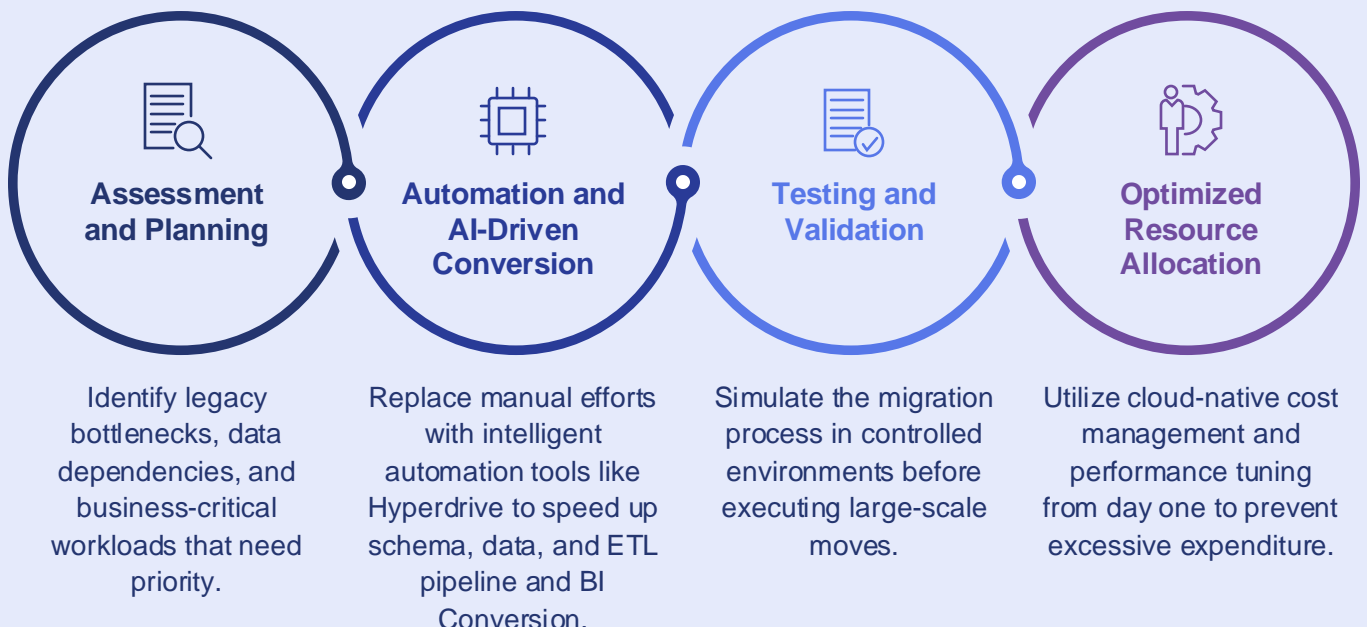 Assessment
and Planning
Identify legacy
bottlenecks, data
dependencies, and
business-critical
workloads that need
priority.
Automation and
AI-Driven
Conversion
Replace manual efforts
with intelligent
automation tools like
Hyperdrive to speed up
schema, data, and ETL
pipeline and BI
Conversion.
Testing and
Validation
Simulate the migration
process in controlled
environments before
executing large-scale
moves.
Optimized
Resource
Allocation
Utilize cloud-native cost
management and
performance tuning
from day one to prevent
excessive expenditure.